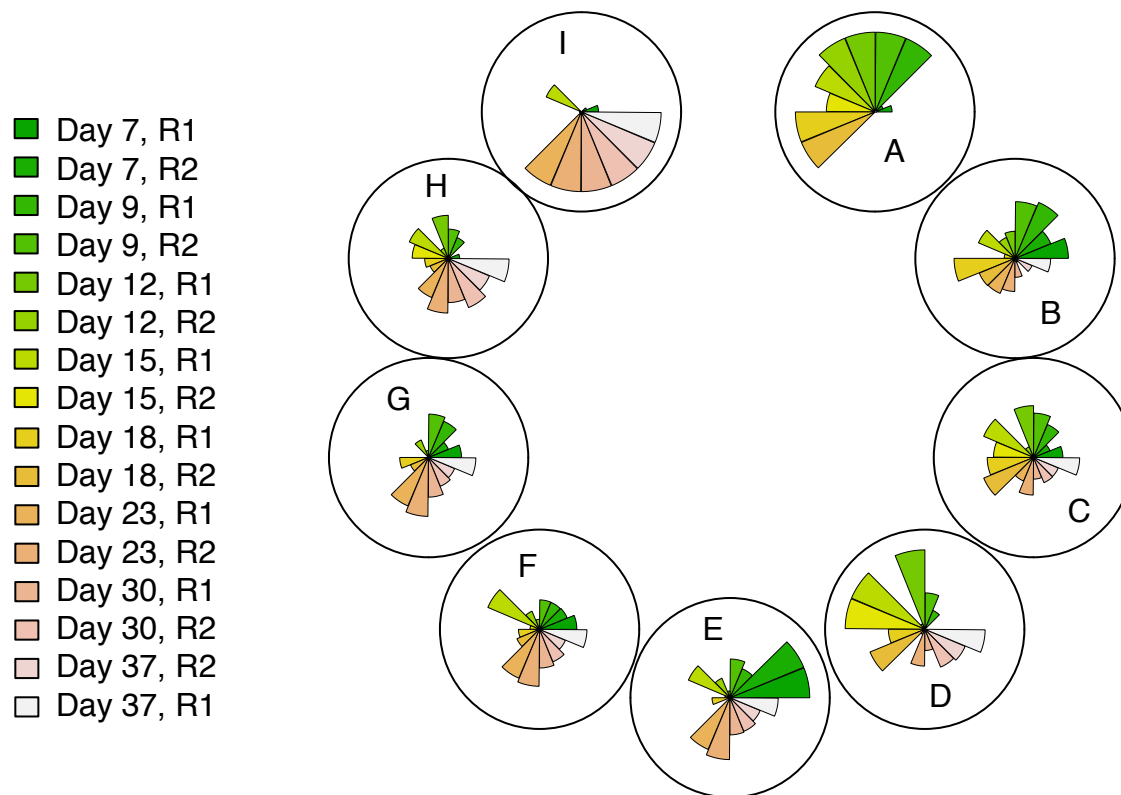 Day 7, R1
Day 7, R2
Day 9, R1
Day 9, R2
Day 12, R1
Day 12, R2
Day 15, R1
Day 15, R2
Day 18, R1
Day 18, R2
Day 23, R1
Day 23, R2
Day 30, R1
Day 30, R2
Day 37, R2
Day 37, R1
I
A
H
B
G
C
F
E
D